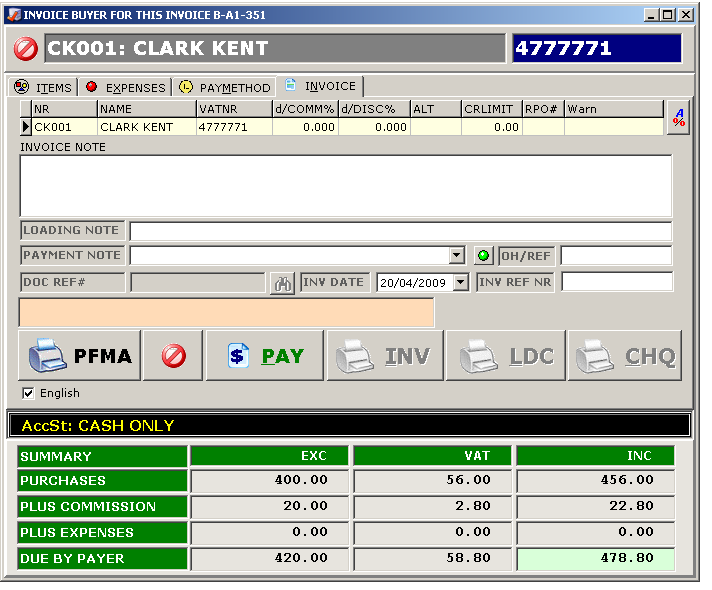 INVOICE BUYER FOR THIS INVOICE B-A1-351
CK001: CLARK KENT 4777771
ITEMS EXPENSES PAYMETHOD INVOICE
NR NAME VATNR d/COMM% d/DISC% ALT CRLIMIT RPO# Warn
CK001 CLARK KENT 4777771 0.000 0.000 0.00
A%
INVOICE NOTE
LOADING NOTE
PAYMENT NOTE OH/REF
DOC REF# INV DATE 20/04/2009 INV REF NR
PFMA $ PAY INV LDC CHQ
English
AccSt: CASH ONLY
SUMMARY EXC VAT INC
PURCHASES 400.00 56.00 456.00
PLUS COMMISSION 20.00 2.80 22.80
PLUS EXPENSES 0.00 0.00 0.00
DUE BY PAYER 420.00 58.80 478.80